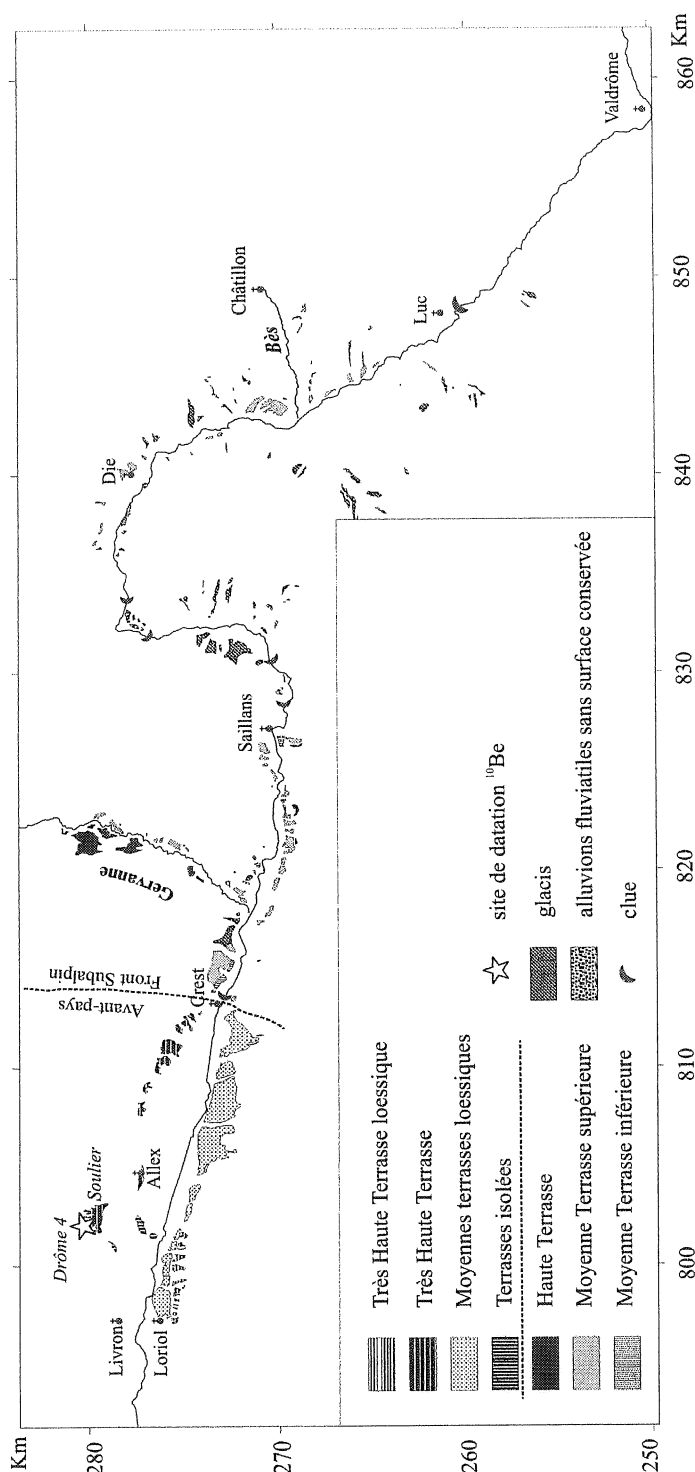 Km
280
270
260
250
800
810
820
830
840
850
860
Km
Livron
Loriol
Drôme 4
Soulier
Allex
Avant-pays
Front Subalpin
Crest
Gervanne
Saillans
Die
Châtillon
Bès
Luc
Valdrôme
Très Haute Terrasse loessique
Très Haute Terrasse
Moyennes terrasses loessiques
Terrasses isolées
Haute Terrasse
Moyenne Terrasse supérieure
Moyenne Terrasse inférieure
site de datation ¹⁰Be
glacis
alluvions fluviatiles sans surface conservée
clue